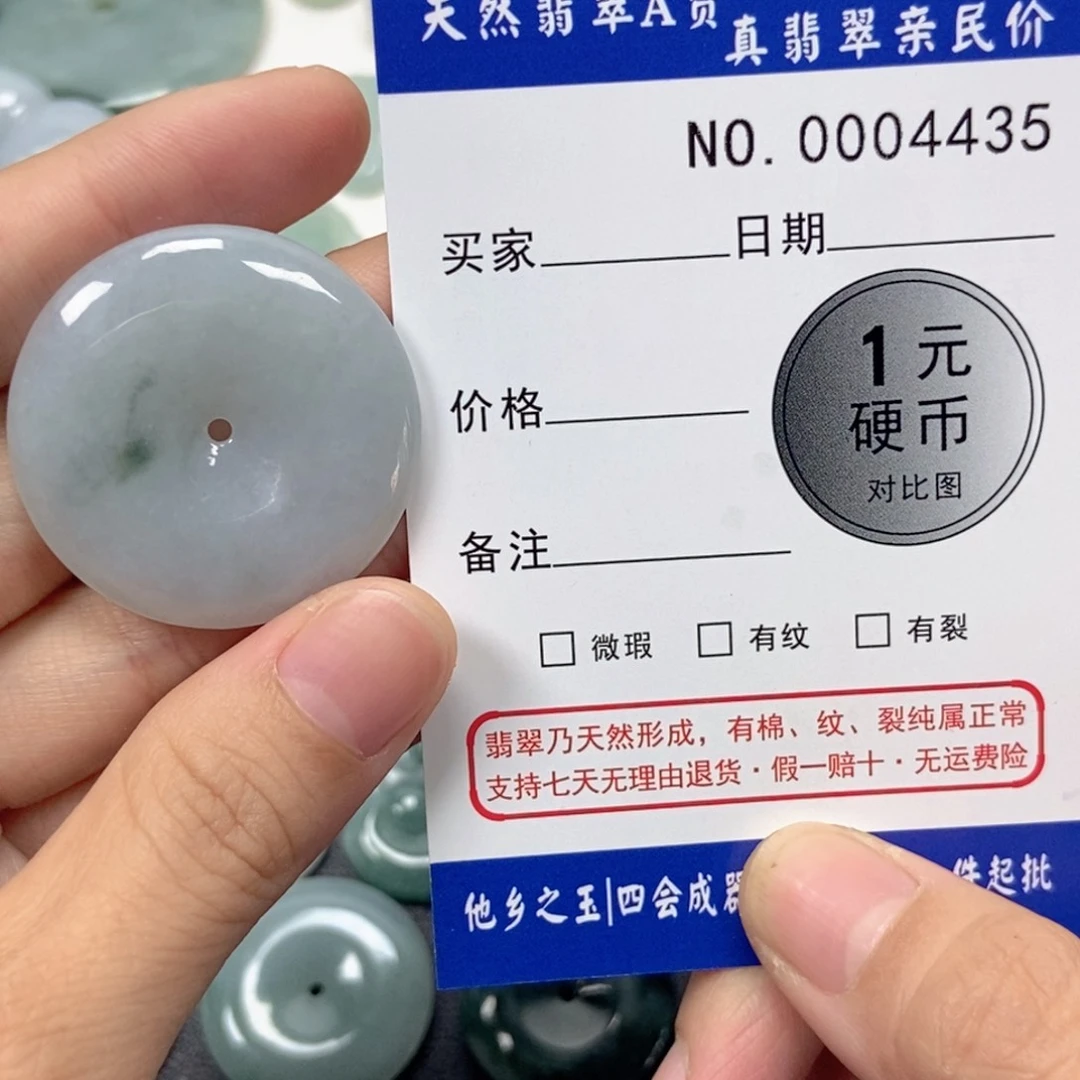 天然翡翠A货
真翡翠亲民价
NO. 0004435
买家 日期
1元
硬币
对比图
价格
备注
微瑕 有纹 有裂
翡翠乃天然形成，有棉、纹、裂纯属正常
支持七天无理由退货·假一赔十·无运费险
他乡之玉|四会成器 件起批